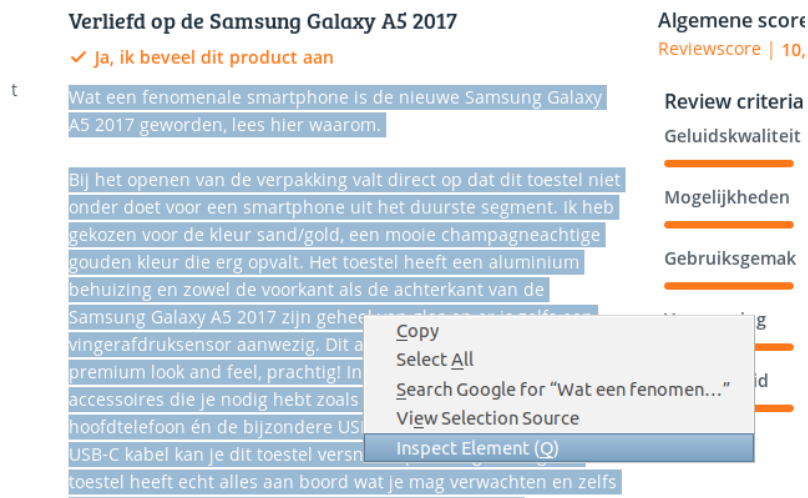 Verliefd op de Samsung Galaxy A5 2017
Ja, ik beveel dit product aan
t
Wat een fenomenale smartphone is de nieuwe Samsung Galaxy
A5 2017 geworden, lees hier waarom.
Bij het openen van de verpakking valt direct op dat dit toestel niet
onder doet voor een smartphone uit het duurste segment. Ik heb
gekozen voor de kleur sand/gold, een mooie champagneachtige
gouden kleur die erg opvalt. Het toestel heeft een aluminium
behuizing en zowel de voorkant als de achterkant van de
Samsung Galaxy A5 2017 zijn geheel
vingerafdruksensor aanwezig. Dit a
premium look and feel, prachtig! In
accessoires die je nodig hebt zoals
hoofdtelefoon én de bijzondere US
USB-C kabel kan je dit toestel versn
toestel heeft echt alles aan boord wat je mag verwachten en zelfs
Copy
Select All
Search Google for “Wat een fenomen…”
View Selection Source
Inspect Element (Q)
Algemene score
Reviewscore | 10,
Review criteria
Geluidskwaliteit
Mogelijkheden
Gebruiksgemak
g
id